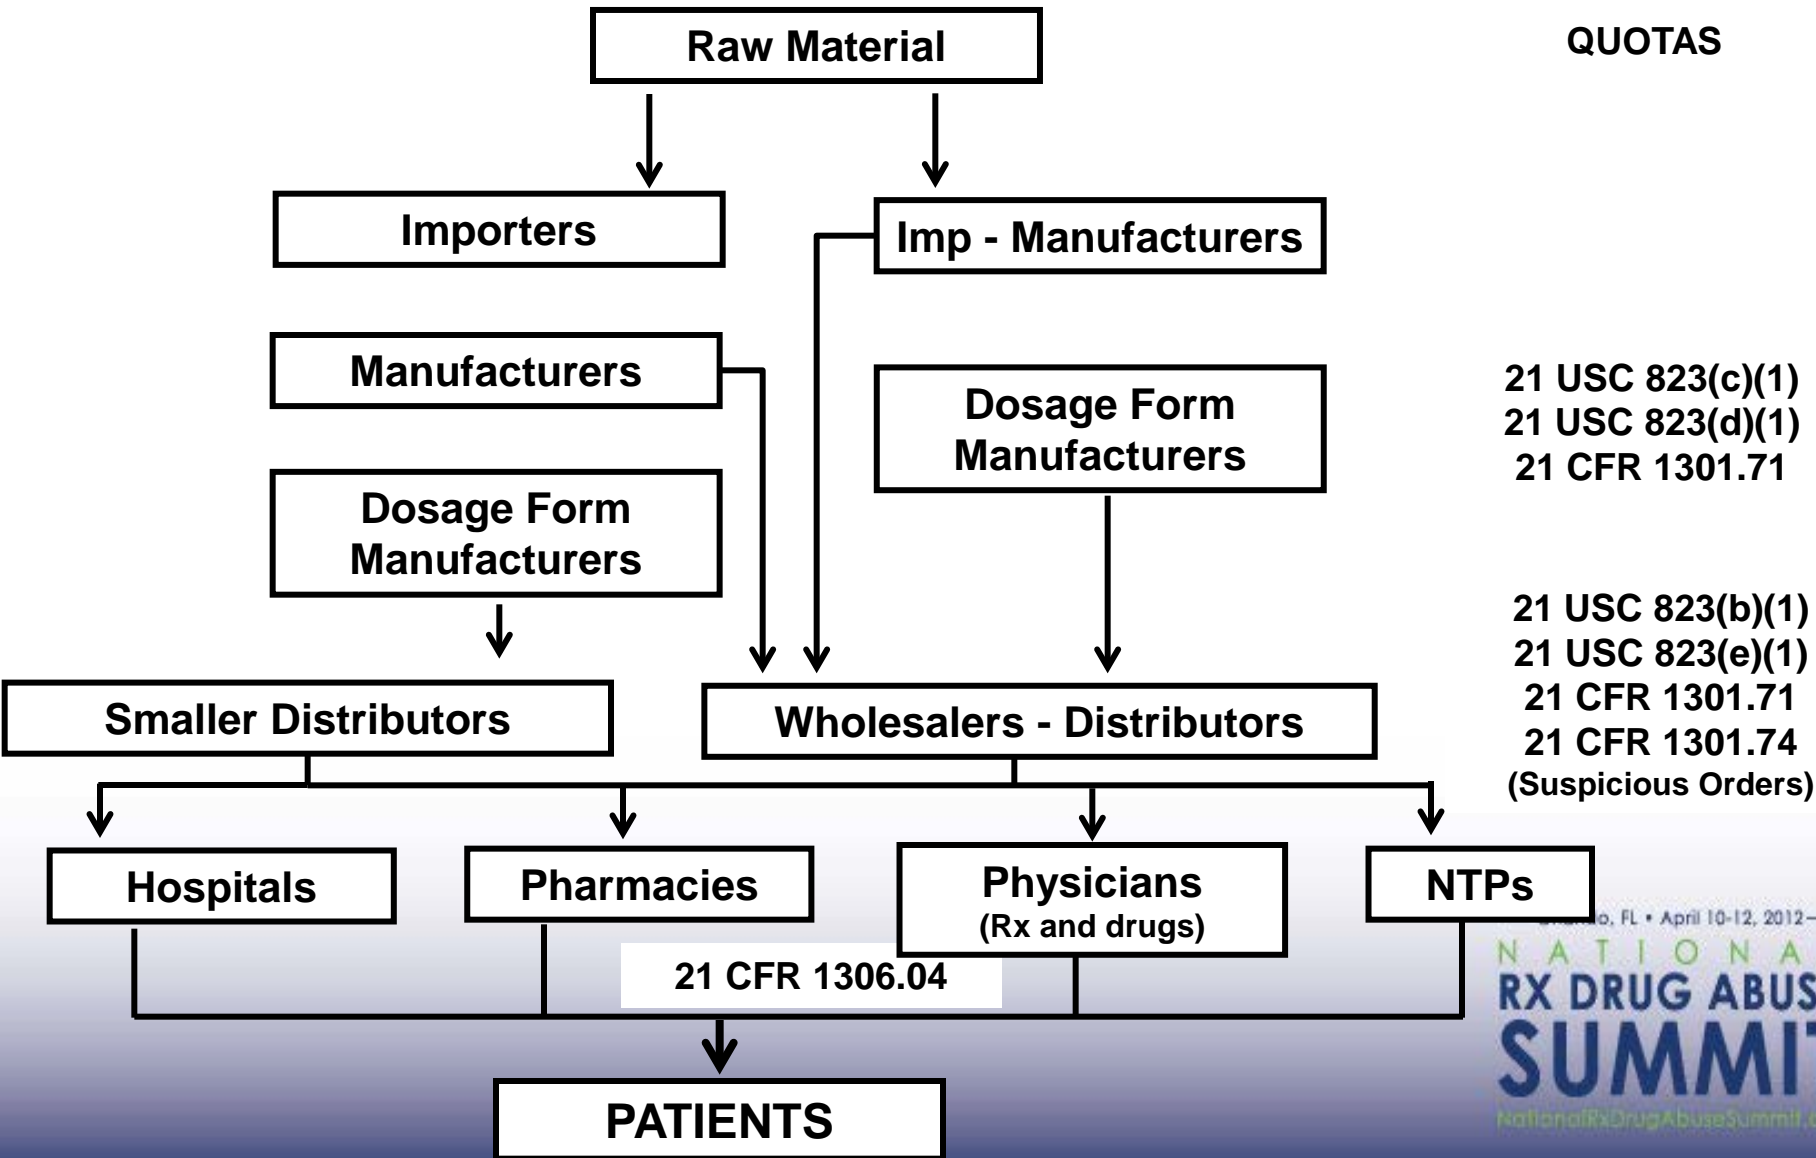 Raw Material
QUOTAS
Importers
Imp - Manufacturers
Manufacturers
Dosage Form
Manufacturers
21 USC 823(c)(1)
21 USC 823(d)(1)
21 CFR 1301.71
Dosage Form
Manufacturers
21 USC 823(b)(1)
21 USC 823(e)(1)
21 CFR 1301.71
21 CFR 1301.74
(Suspicious Orders)
Smaller Distributors
Wholesalers - Distributors
Hospitals
Pharmacies
Physicians
(Rx and drugs)
NTPs
21 CFR 1306.04
PATIENTS
FL • April 10-12, 2012
NATIONA
RX DRUG ABUS
SUMMIT
NationalRxDrugAbuseSummit